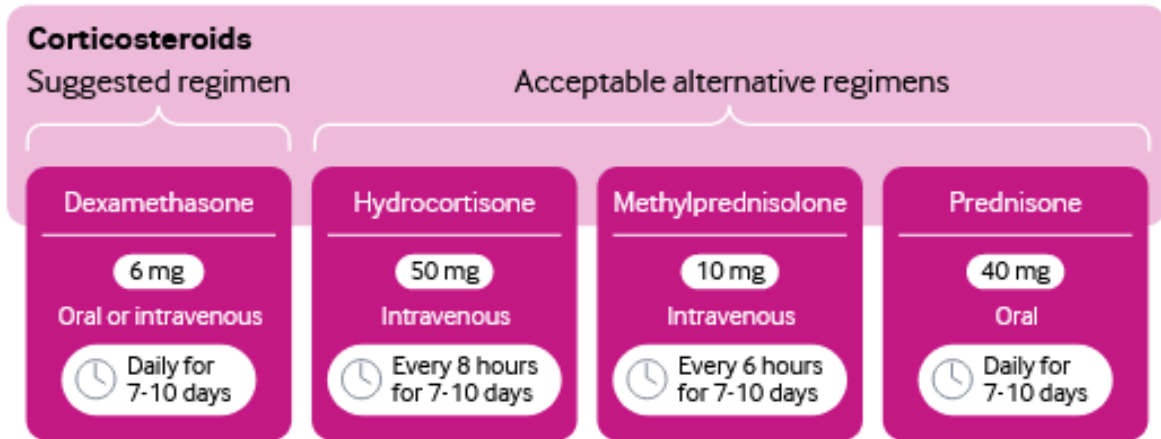 Corticosteroids
Suggested regimen
Acceptable alternative regimens
Dexamethasone
6 mg
Oral or intravenous
Daily for
7-10 days
Hydrocortisone
50 mg
Intravenous
Every 8 hours
for 7-10 days
Methylprednisolone
10 mg
Intravenous
Every 6 hours
for 7-10 days
Prednisone
40 mg
Oral
Daily for
7-10 days